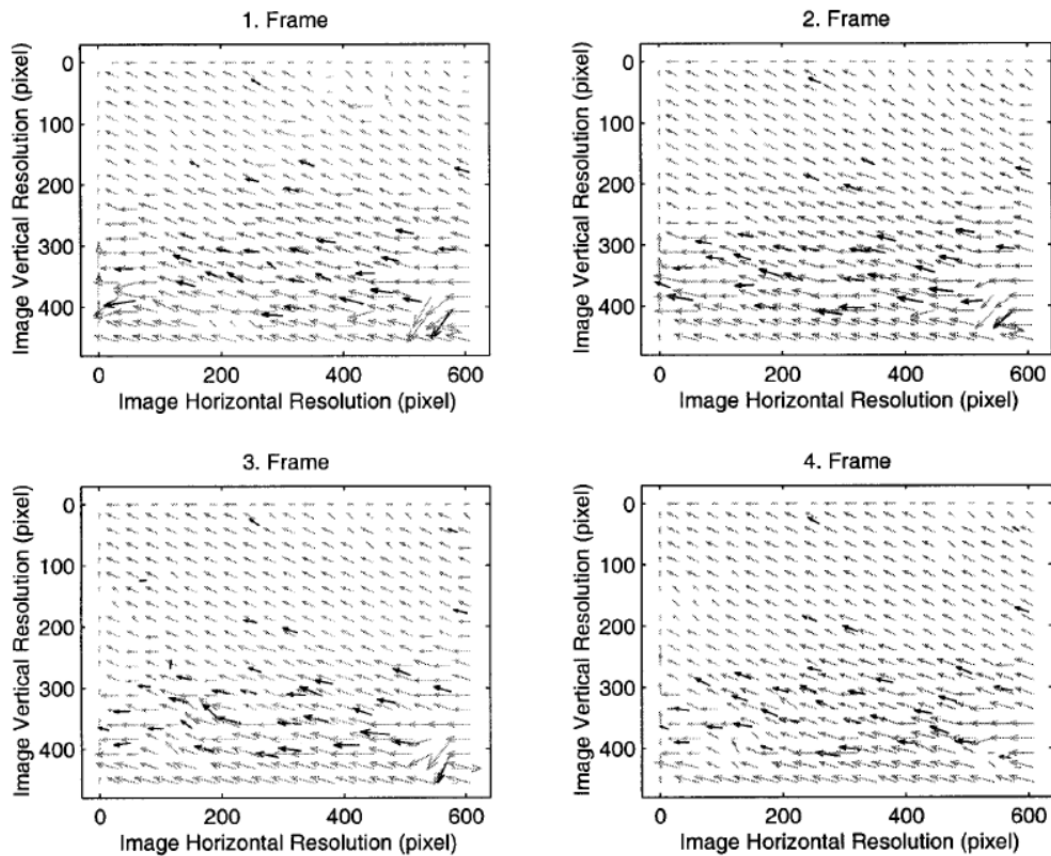 1. Frame
0
100
200
300
400
Image Vertical Resolution (pixel)
0 200 400 600
Image Horizontal Resolution (pixel)
2. Frame
0
100
200
300
400
Image Vertical Resolution (pixel)
0 200 400 600
Image Horizontal Resolution (pixel)
3. Frame
0
100
200
300
400
Image Vertical Resolution (pixel)
0 200 400 600
Image Horizontal Resolution (pixel)
4. Frame
0
100
200
300
400
Image Vertical Resolution (pixel)
0 200 400 600
Image Horizontal Resolution (pixel)